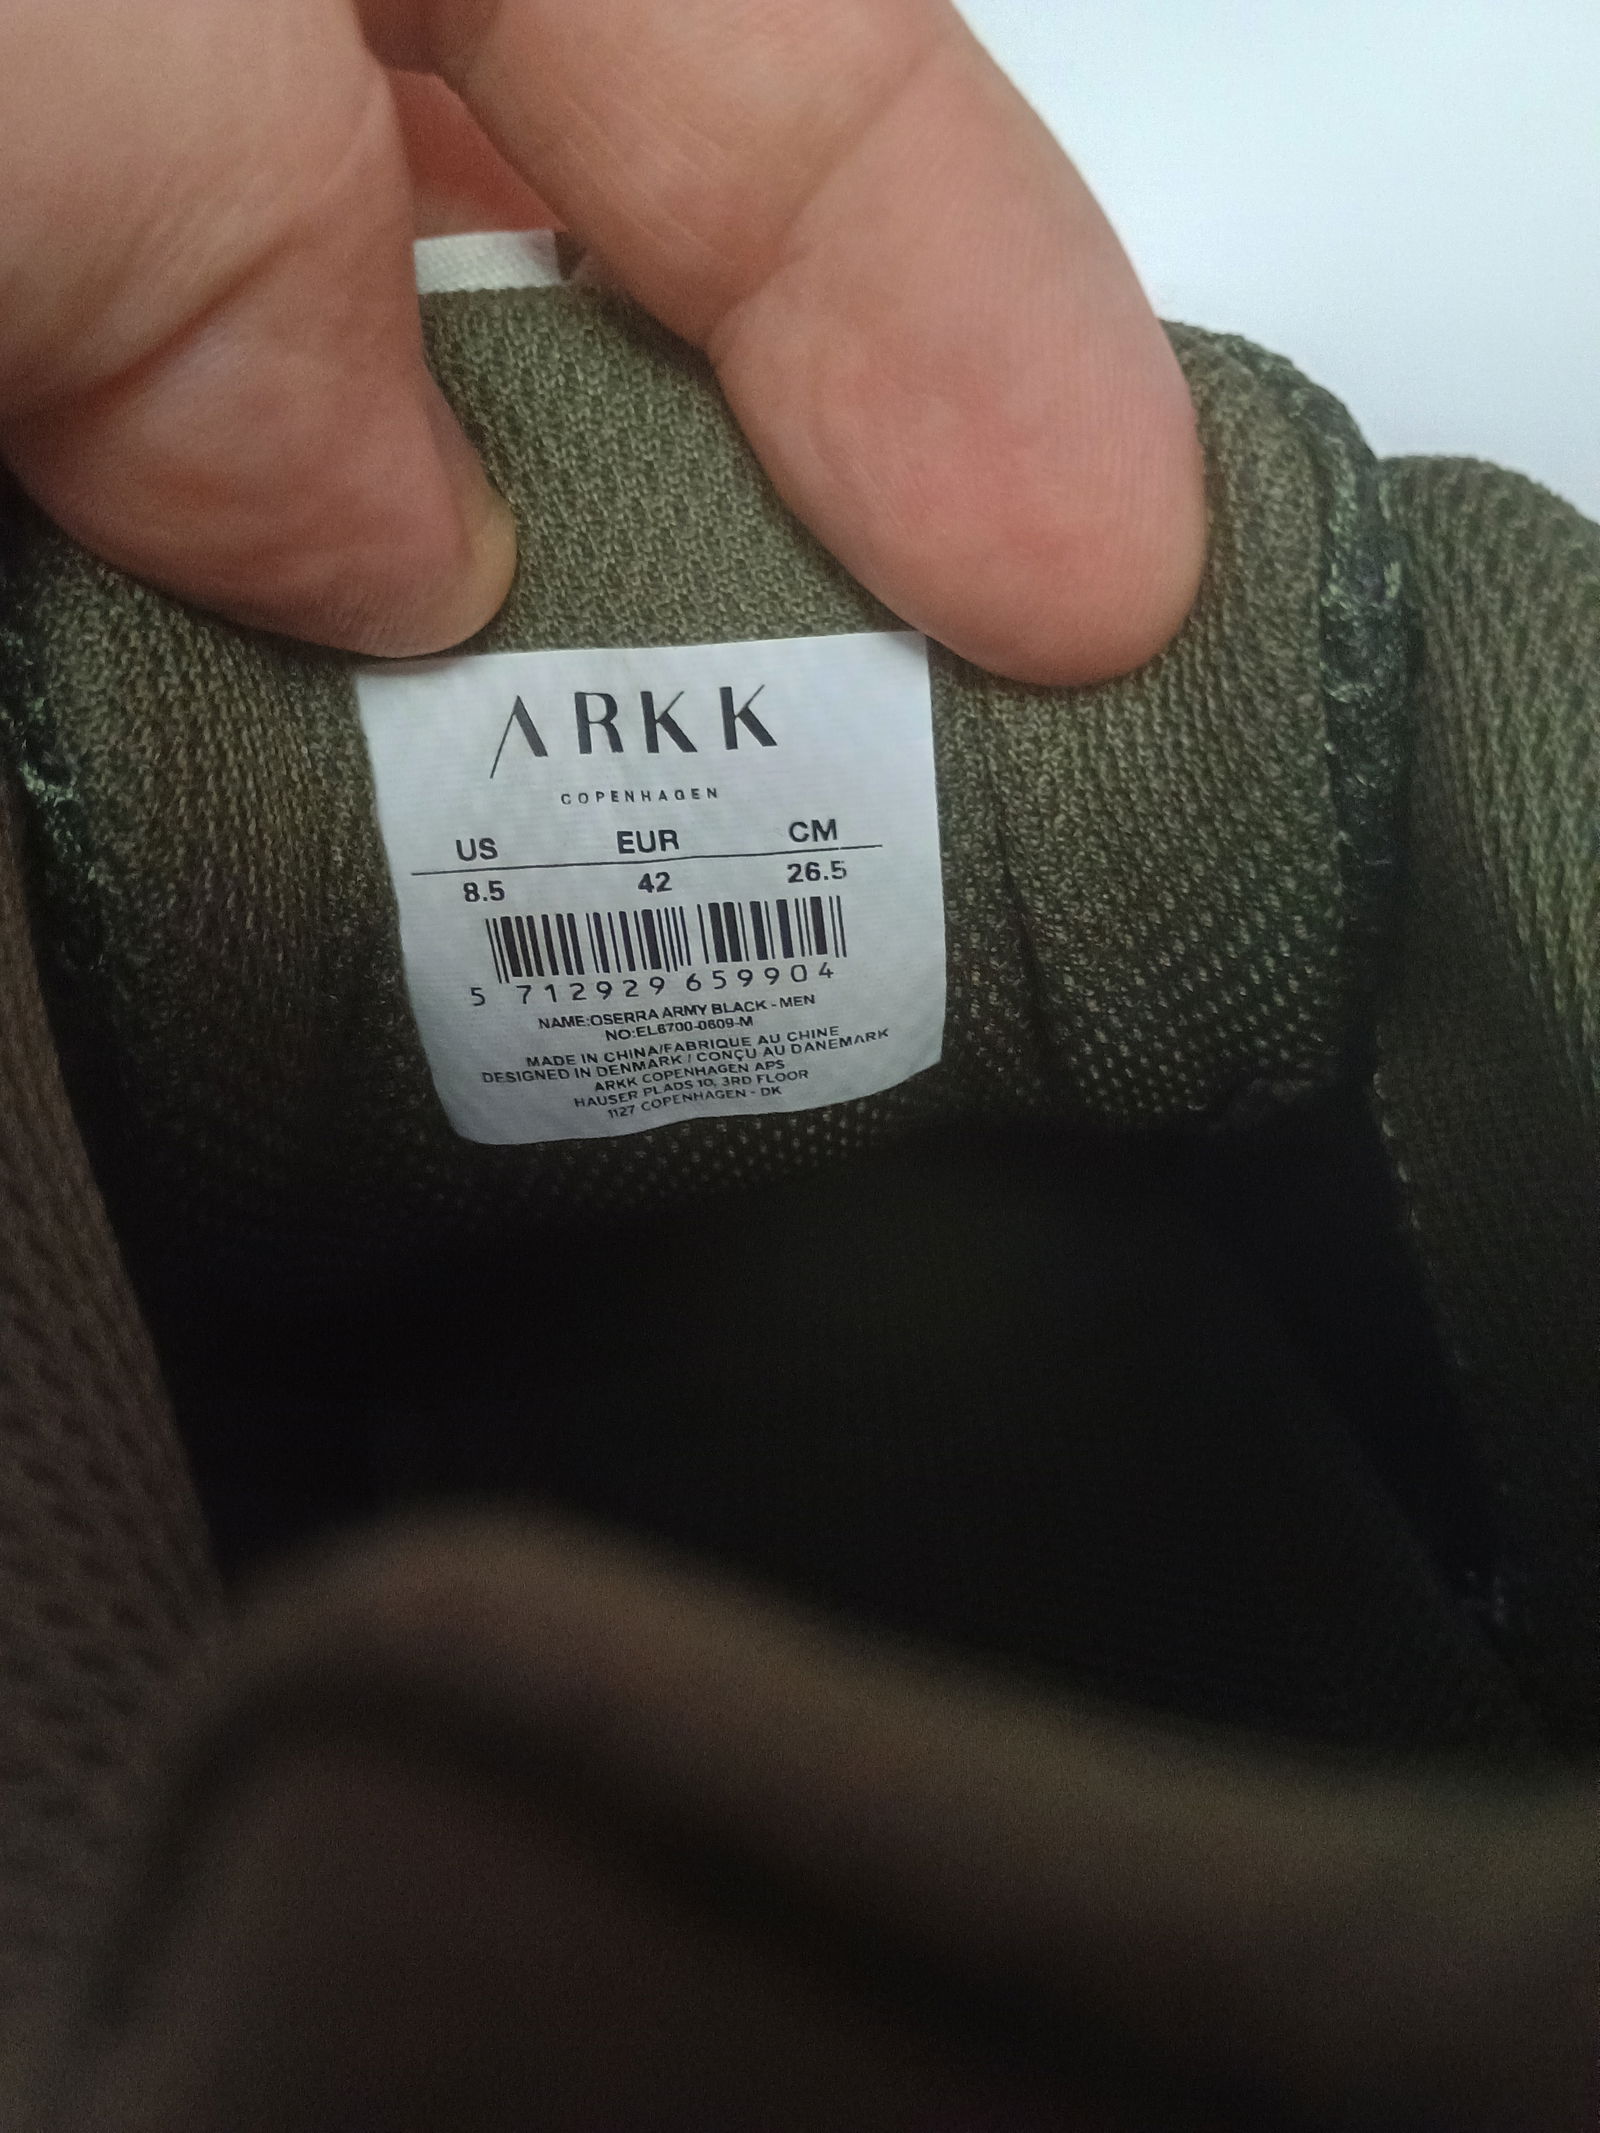 ARKK
COPENHAGEN
US EUR CM
8.5 42 26.5
5 712929 659904
NAME:OSERRA ARMY BLACK - MEN
NO:EL6700-0609-M
MADE IN CHINA/FABRIQUE AU CHINE
DESIGNED IN DENMARK / CONÇU AU DANEMARK
ARKK COPENHAGEN APS
HAUSER PLADS 10, 3RD FLOOR
1127 COPENHAGEN - DK